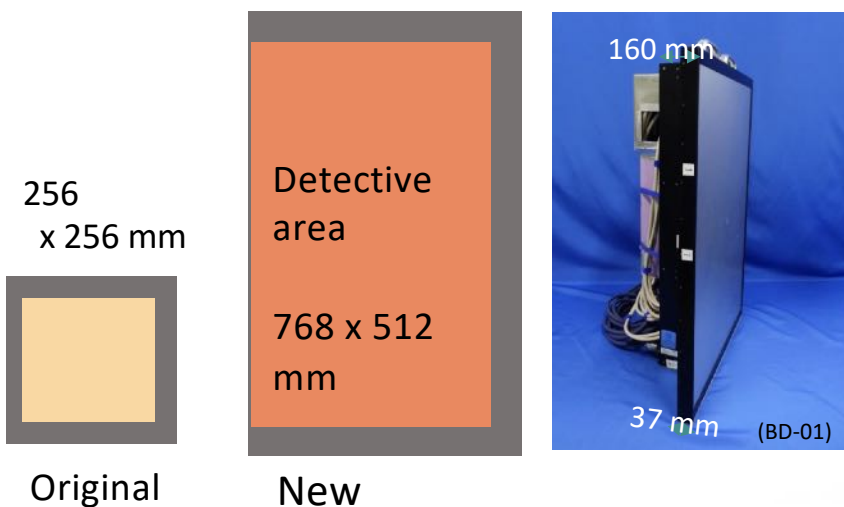 256
x 256 mm
Original
Detective
area
768 x 512
mm
New
160 mm
37 mm
(BD-01)